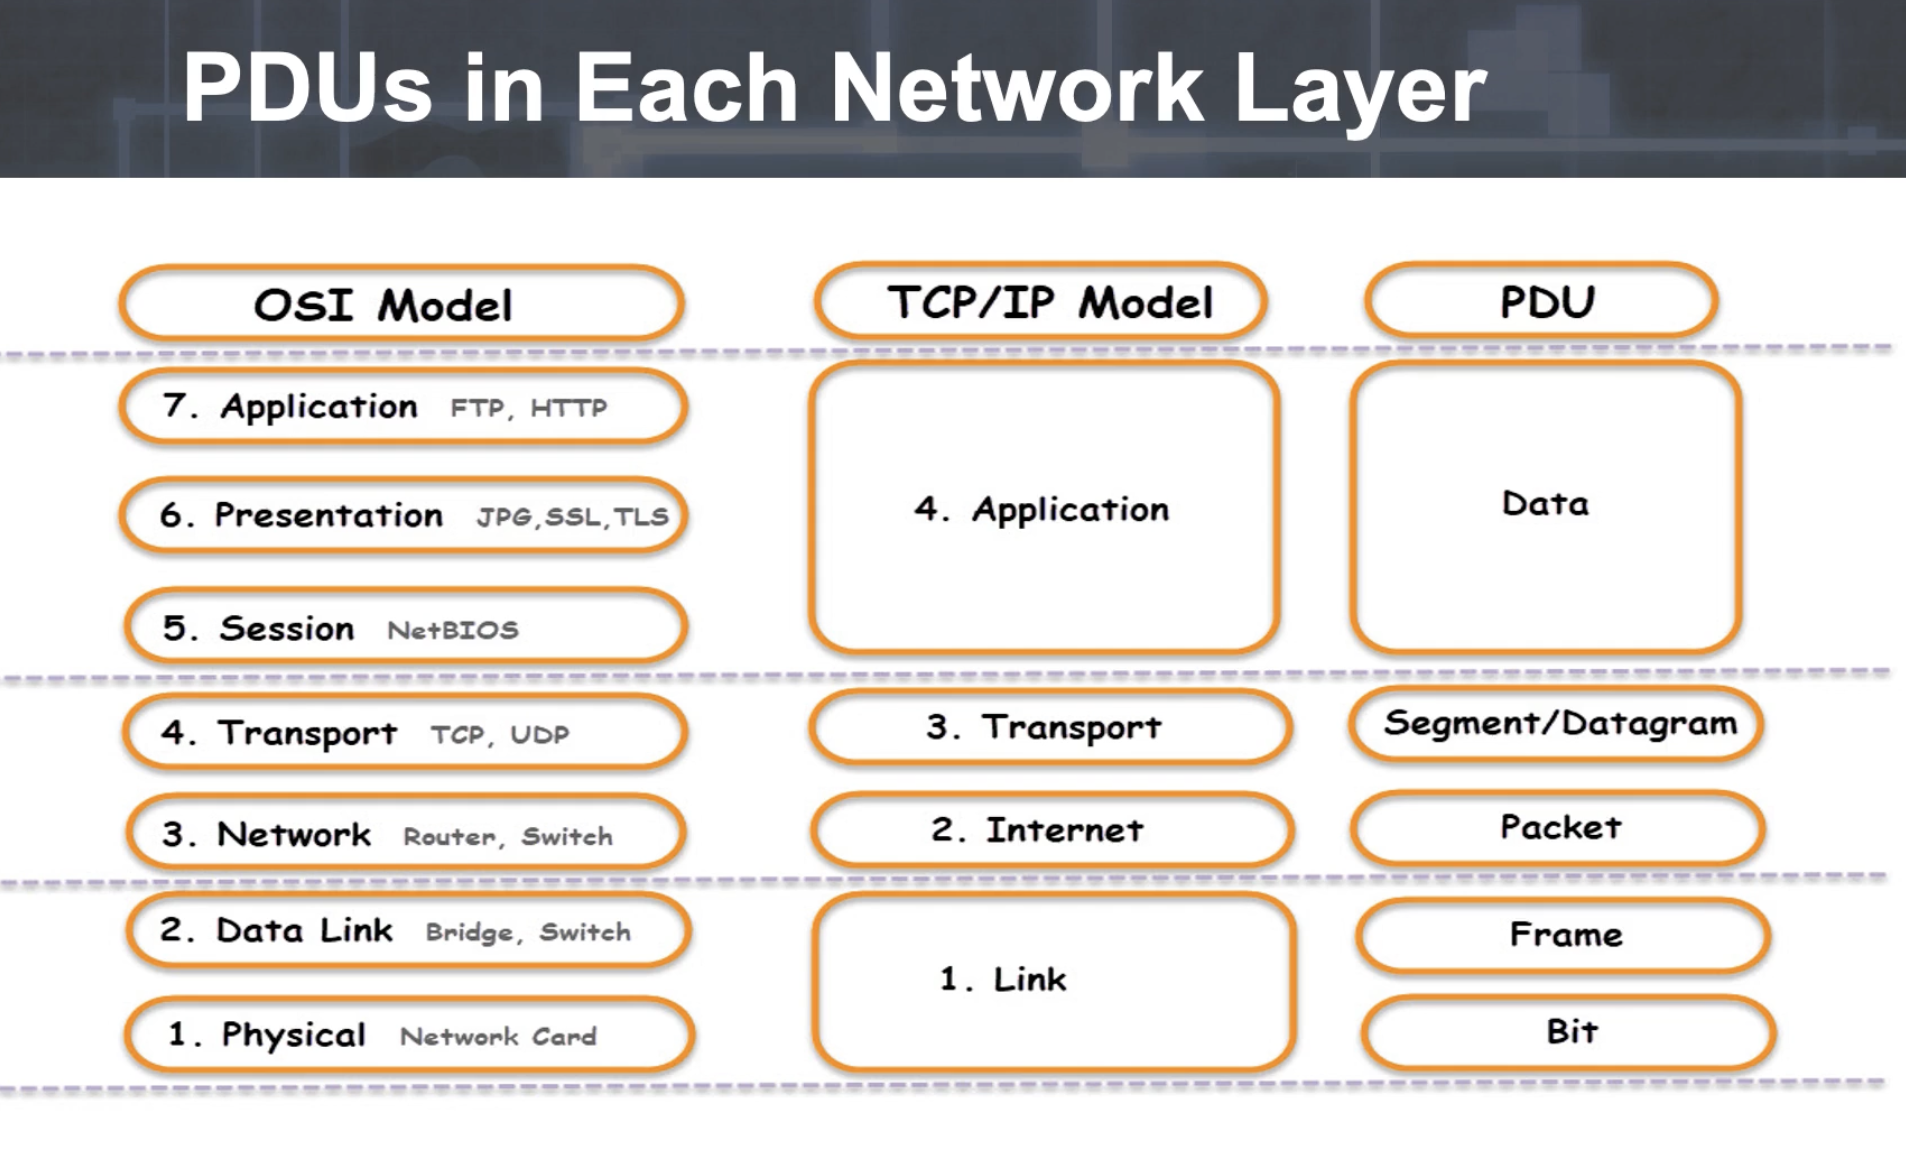 PDUs in Each Network Layer
OSI Model
TCP/IP Model
PDU
7. Application FTP, HTTP
6. Presentation JPG,SSL,TLS
5. Session NetBIOS
4. Application
Data
4. Transport TCP, UDP
3. Transport
Segment/Datagram
3. Network Router, Switch
2. Internet
Packet
2. Data Link Bridge, Switch
1. Physical Network Card
1. Link
Frame
Bit